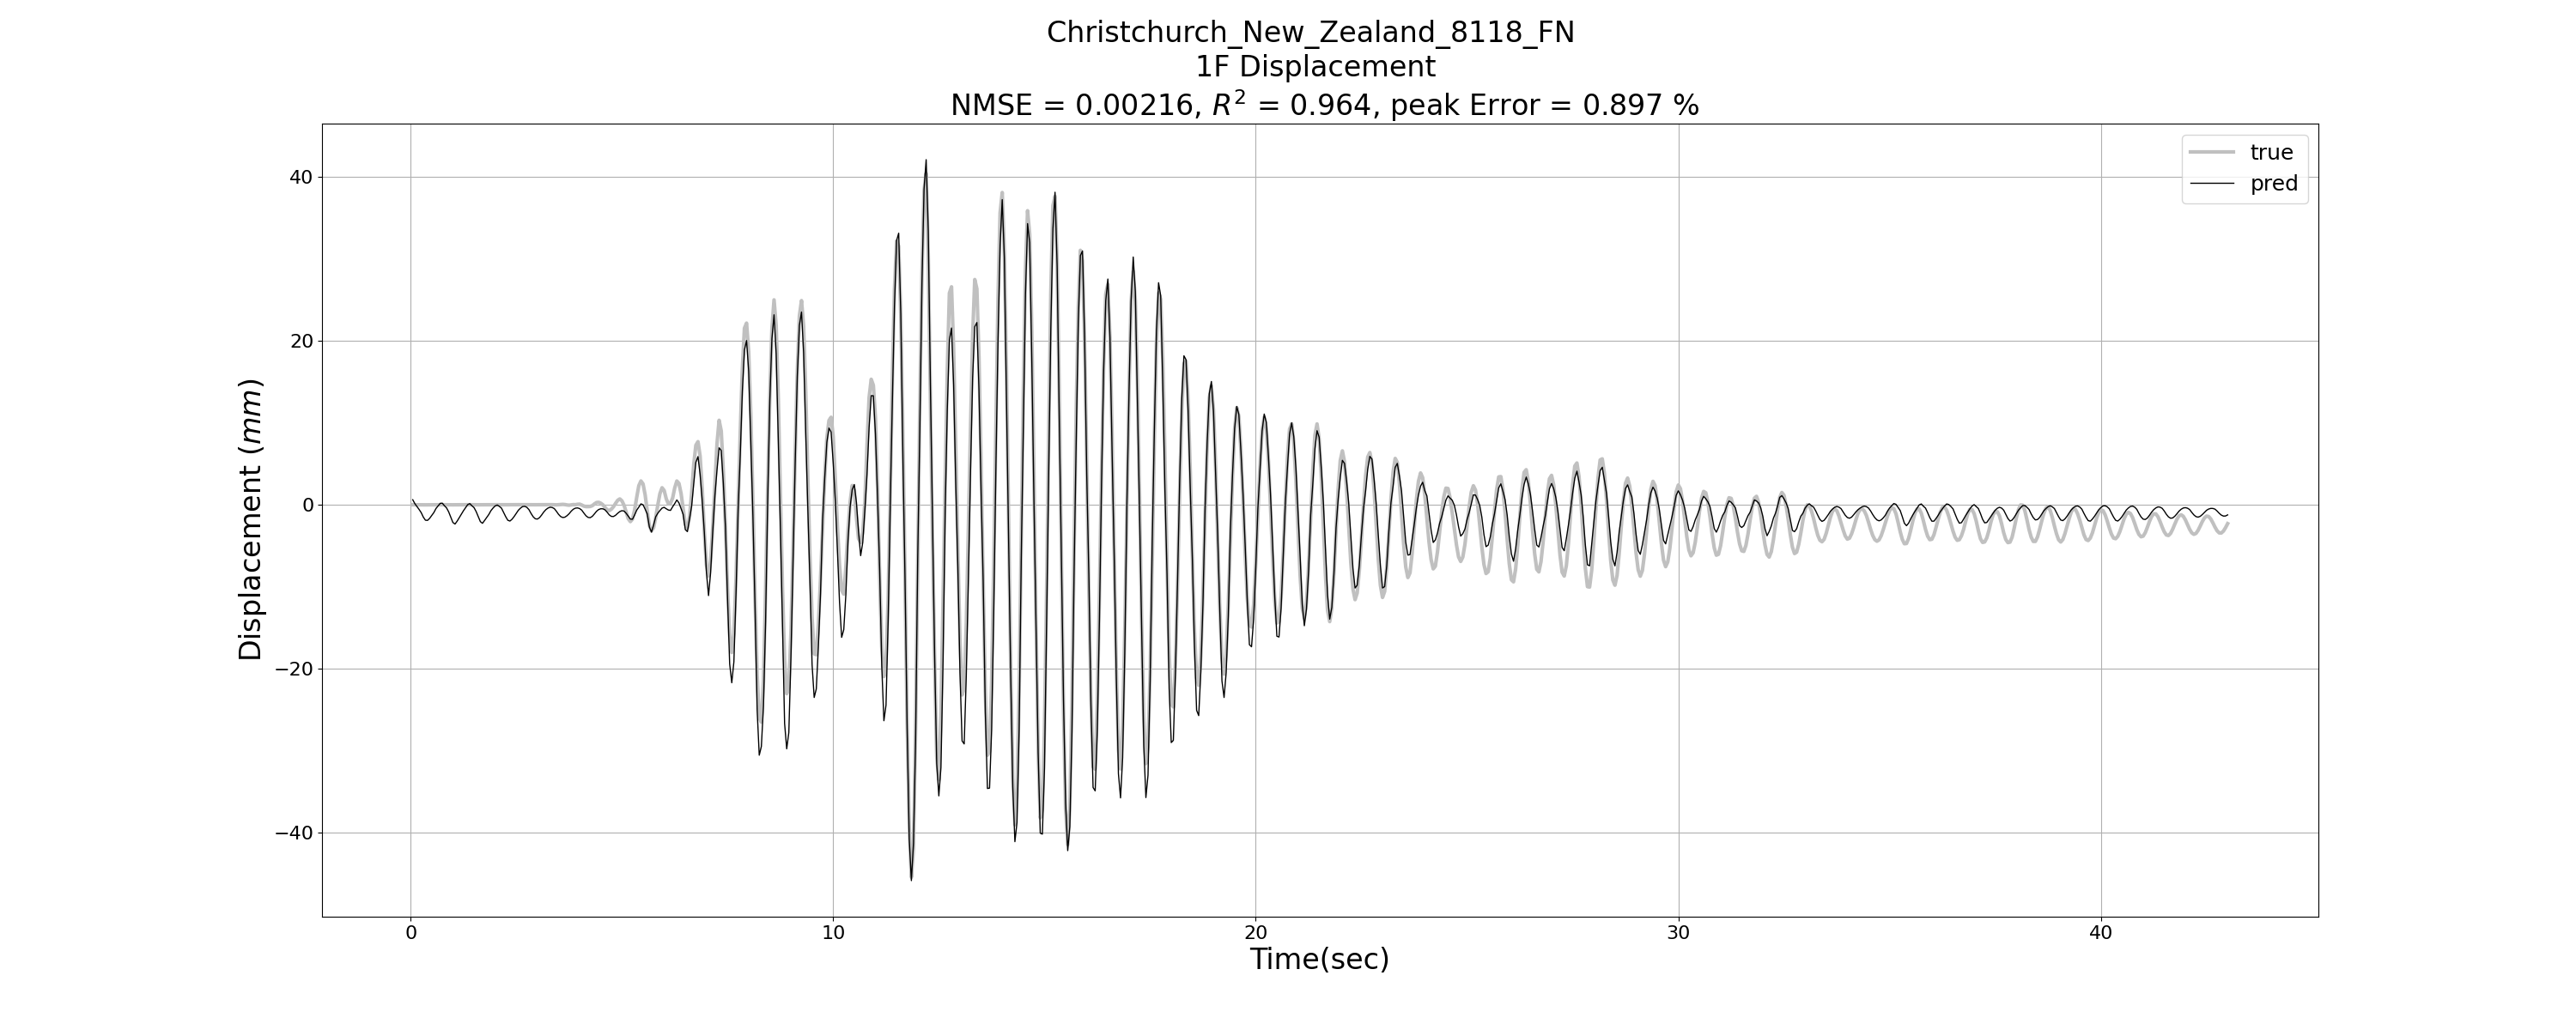 Christchurch_New_Zealand_8118_FN
1F Displacement
NMSE = 0.00216, R² = 0.964, peak Error = 0.897 %
true
pred
40
20
0
−20
−40
Displacement (mm)
0 10 20 30 40
Time(sec)